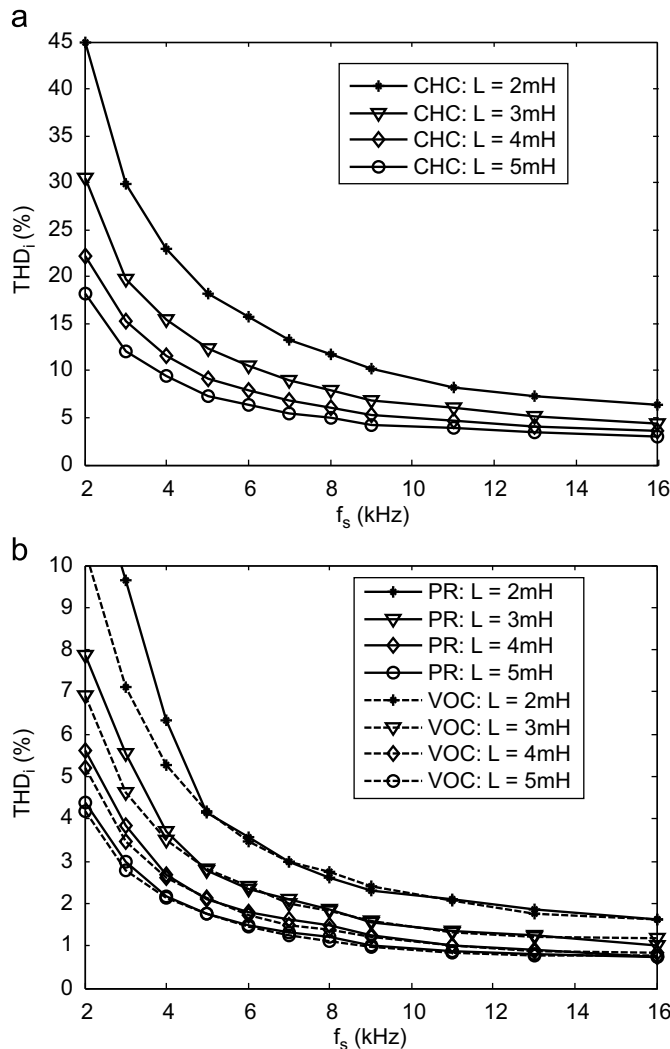 a
45
40
35
30
25
20
15
10
5
0
THDi (%)
CHC: L = 2mH
CHC: L = 3mH
CHC: L = 4mH
CHC: L = 5mH
2 4 6 8 10 12 14 16
fs (kHz)
b
10
9
8
7
6
5
4
3
2
1
0
THDi (%)
PR: L = 2mH
PR: L = 3mH
PR: L = 4mH
PR: L = 5mH
VOC: L = 2mH
VOC: L = 3mH
VOC: L = 4mH
VOC: L = 5mH
2 4 6 8 10 12 14 16
fs (kHz)